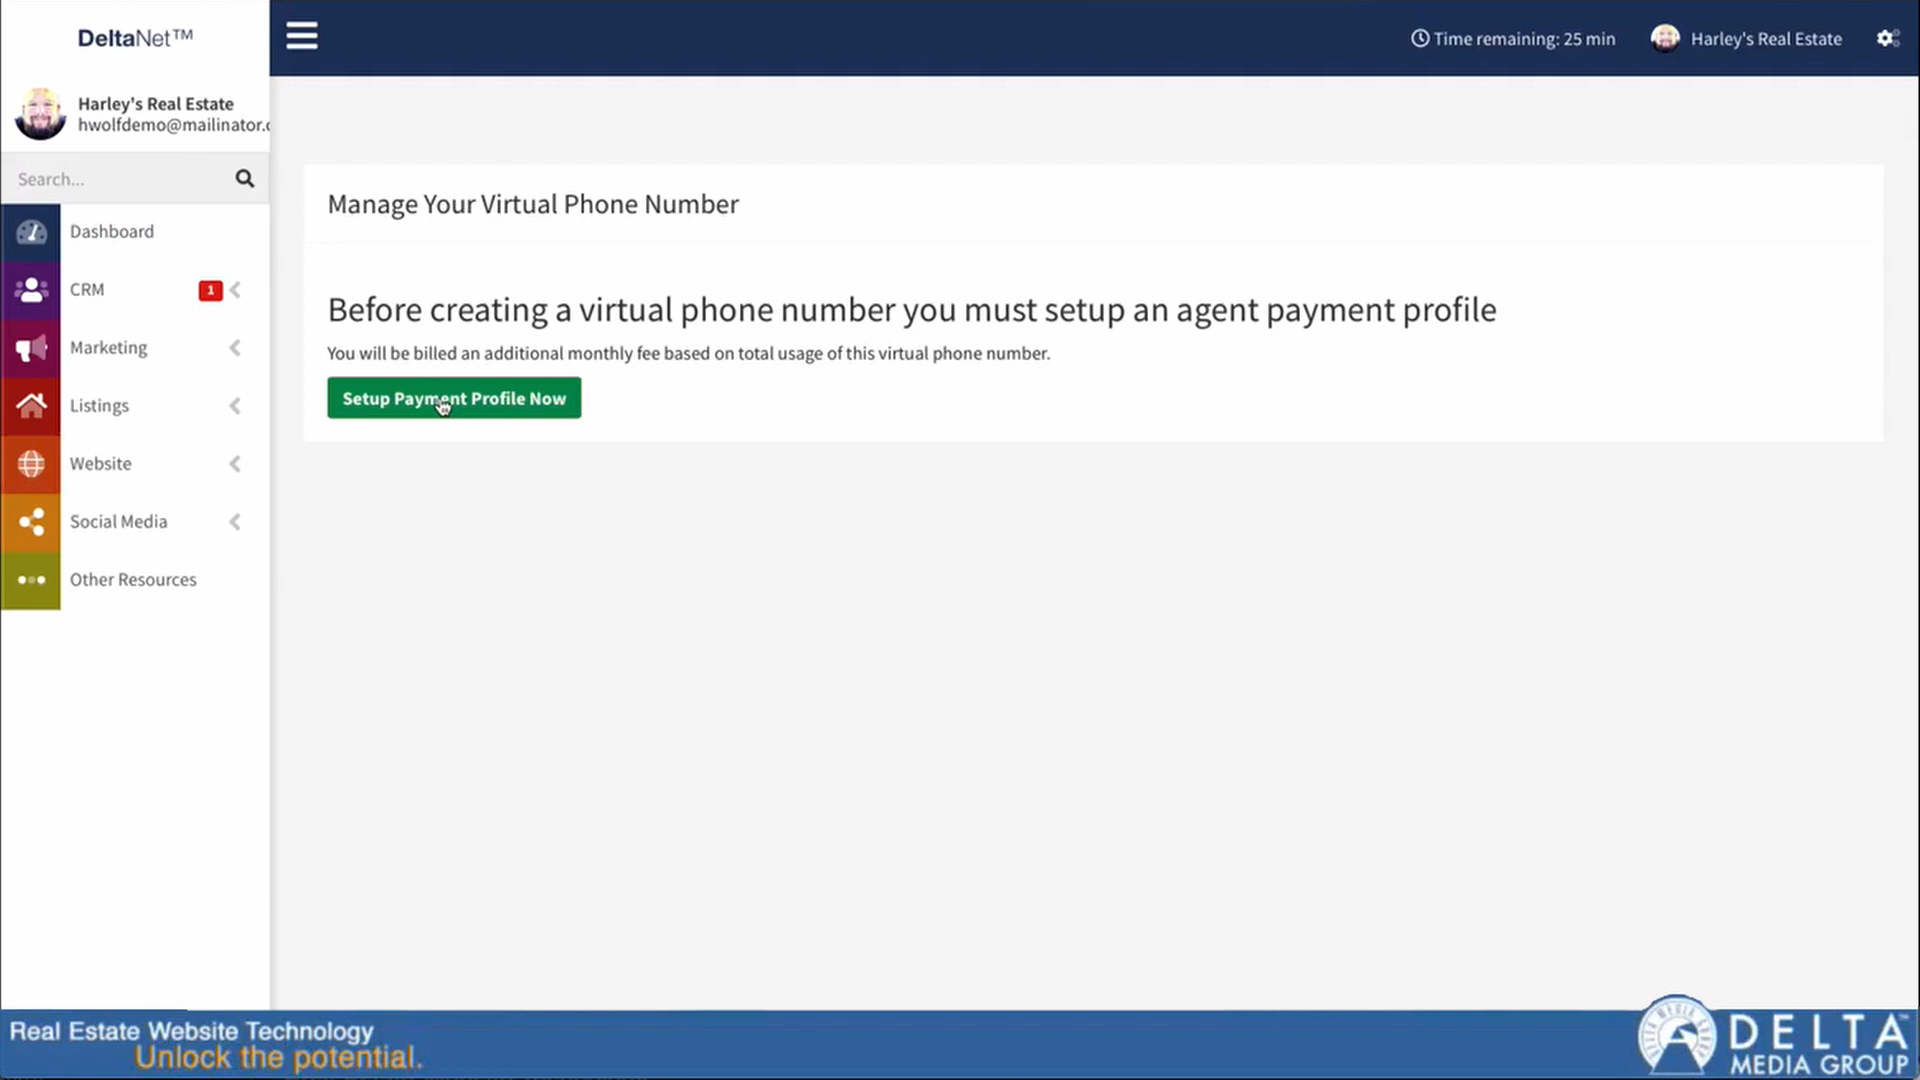 DeltaNet™
Time remaining: 25 min
Harley's Real Estate
Harley's Real Estate
hwolfdemo@mailinator.c
Search...
Dashboard
CRM
1
Marketing
Listings
Website
Social Media
Other Resources
Manage Your Virtual Phone Number
Before creating a virtual phone number you must setup an agent payment profile
You will be billed an additional monthly fee based on total usage of this virtual phone number.
Setup Payment Profile Now
Real Estate Website Technology
Unlock the potential.
DELTA™
MEDIA GROUP